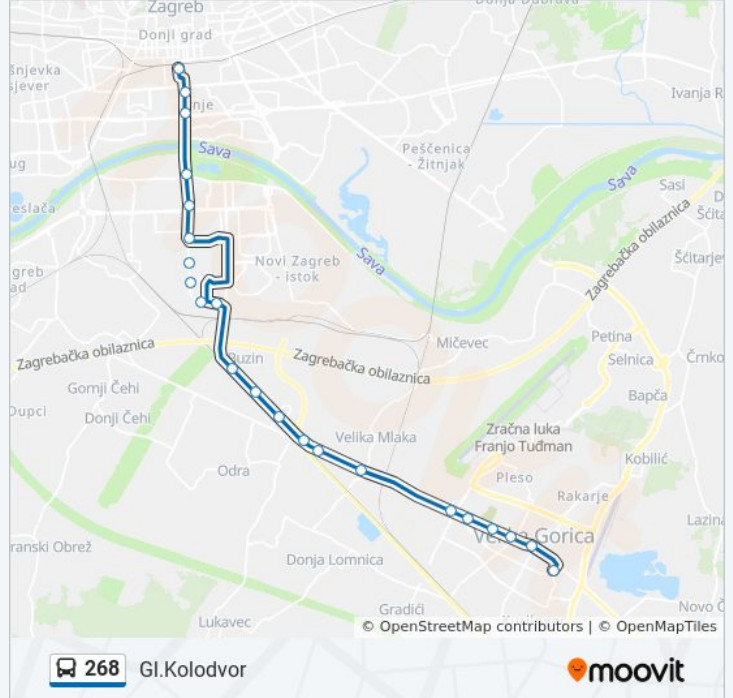 Zagreb
Donji grad
Donja Dubrava
šnjevka
sjever
nje
Ivanja R
Peščenica
- Žitnjak
Sava
ug
Sava
Sasi
eslača
Šćita
Zagrebačka obilaznica
Novi Zagreb
- istok
Sava
Šćitarje
greb
ad
Petina
Mičevec
Zagrebačka obilaznica
Buzin
Zagrebačka obilaznica
Selnica
Črnko
Gornji Čehi
Bapča
Dupci
Donji Čehi
Zračna luka
Franjo Tuđman
Velika Mlaka
Kobilić
Odra
Pleso
Rakarje
Lazina
Velika Gorica
ranski Obrež
Donja Lomnica
Gradići
Novo Č
Lukavec
© OpenStreetMap contributors | © OpenMapTiles
268 Gl.Kolodvor
moovit